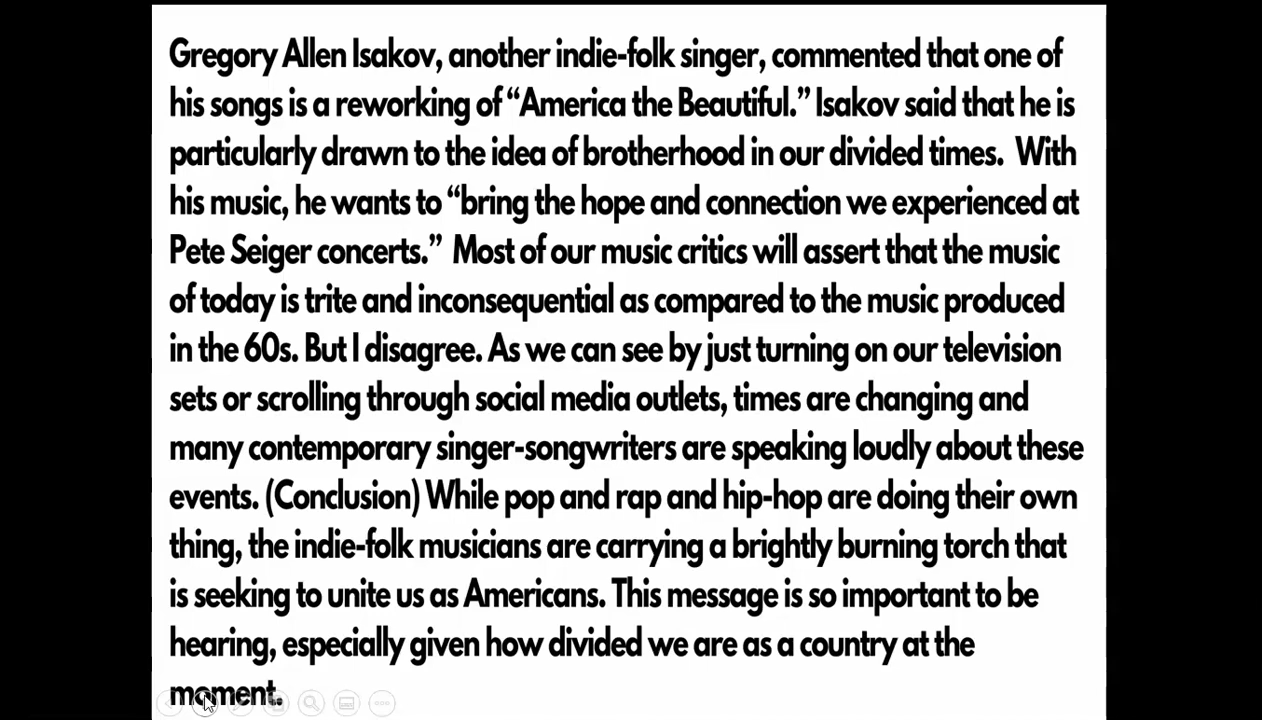 Gregory Allen Isakov, another indie-folk singer, commented that one of
his songs is a reworking of “America the Beautiful.” Isakov said that he is
particularly drawn to the idea of brotherhood in our divided times.  With
his music, he wants to “bring the hope and connection we experienced at
Pete Seiger concerts.”  Most of our music critics will assert that the music
of today is trite and inconsequential as compared to the music produced
in the 60s. But I disagree. As we can see by just turning on our television
sets or scrolling through social media outlets, times are changing and
many contemporary singer-songwriters are speaking loudly about these
events. (Conclusion) While pop and rap and hip-hop are doing their own
thing, the indie-folk musicians are carrying a brightly burning torch that
is seeking to unite us as Americans. This message is so important to be
hearing, especially given how divided we are as a country at the
moment.